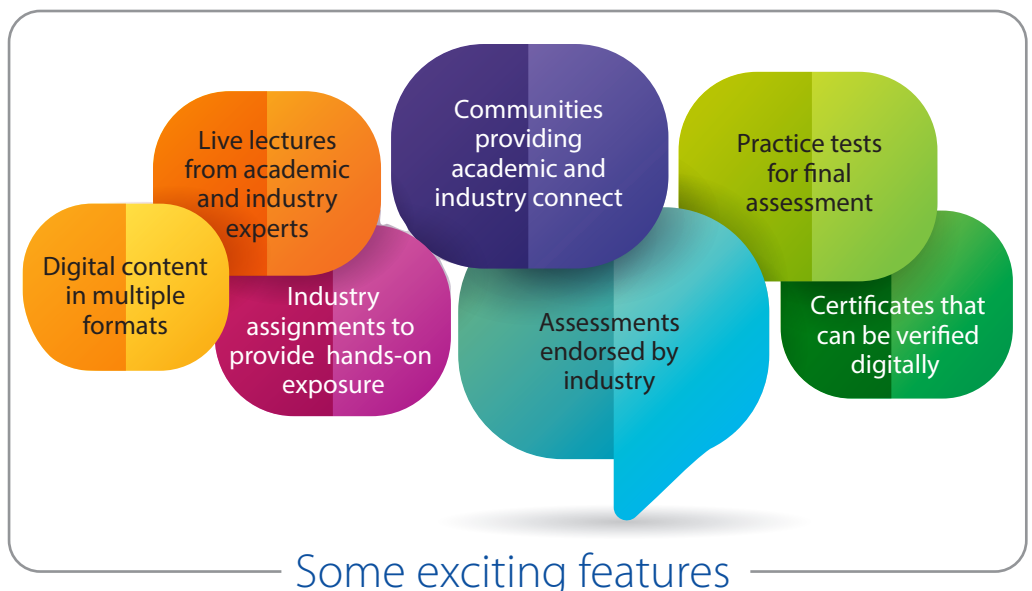 Digital content
in multiple
formats
Live lectures
from academic
and industry
experts
Industry
assignments to
provide hands-on
exposure
Communities
providing
academic and
industry connect
Assessments
endorsed by
industry
Practice tests
for final
assessment
Certificates that
can be verified
digitally
Some exciting features